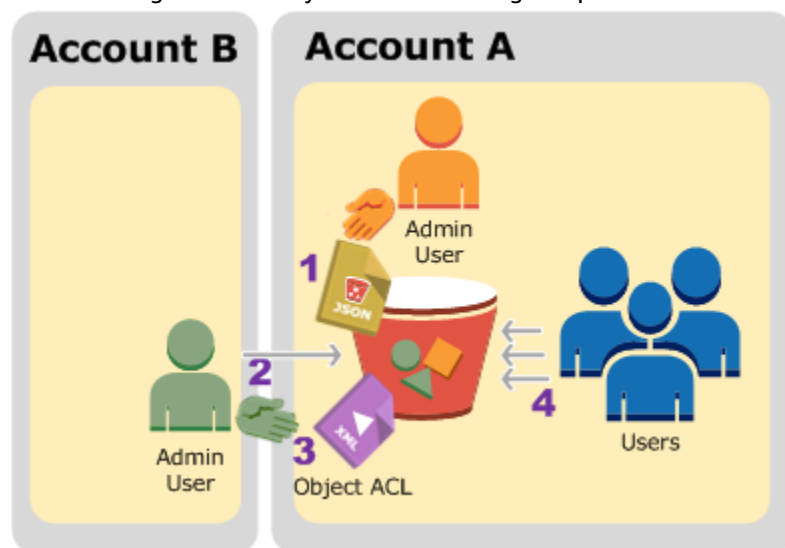 Account B
Account A
Admin
User
1
JSON
2
4
3
XML
Users
Admin
User
Object ACL